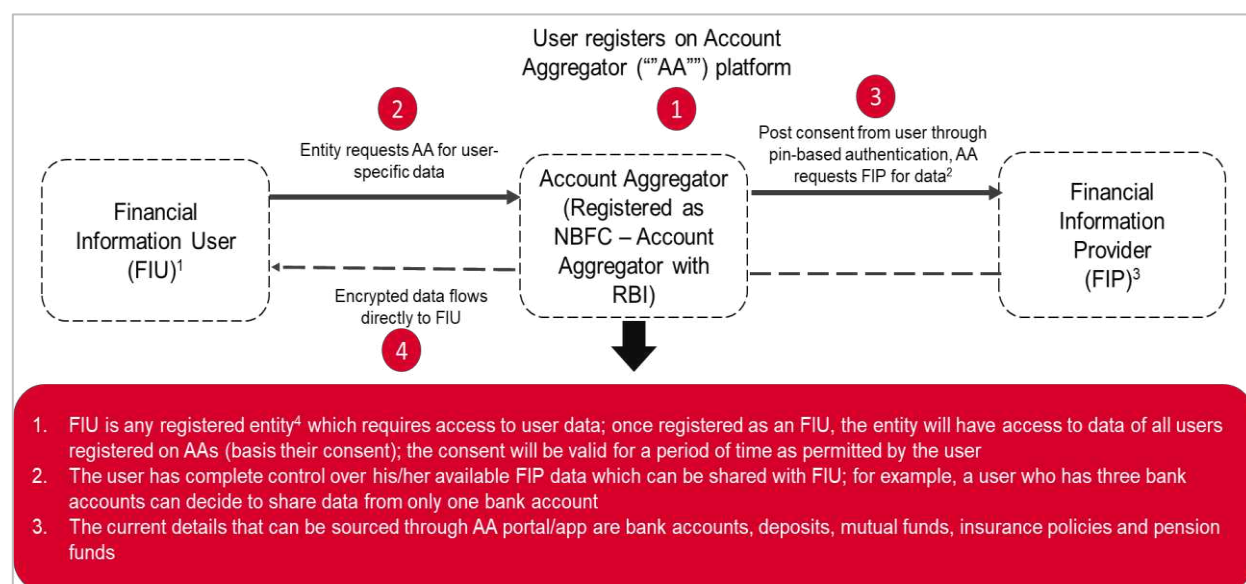 User registers on Account
Aggregator (“”AA””) platform
2
1
3
Entity requests AA for user-
specific data
Post consent from user through
pin-based authentication, AA
requests FIP for data2
Financial
Information User
(FIU)1
Account Aggregator
(Registered as
NBFC – Account
Aggregator with
RBI)
Financial
Information
Provider
(FIP)3
Encrypted data flows
directly to FIU
4
1. FIU is any registered entity4 which requires access to user data; once registered as an FIU, the entity will have access to data of all users
registered on AAs (basis their consent); the consent will be valid for a period of time as permitted by the user
2. The user has complete control over his/her available FIP data which can be shared with FIU; for example, a user who has three bank
accounts can decide to share data from only one bank account
3. The current details that can be sourced through AA portal/app are bank accounts, deposits, mutual funds, insurance policies and pension
funds